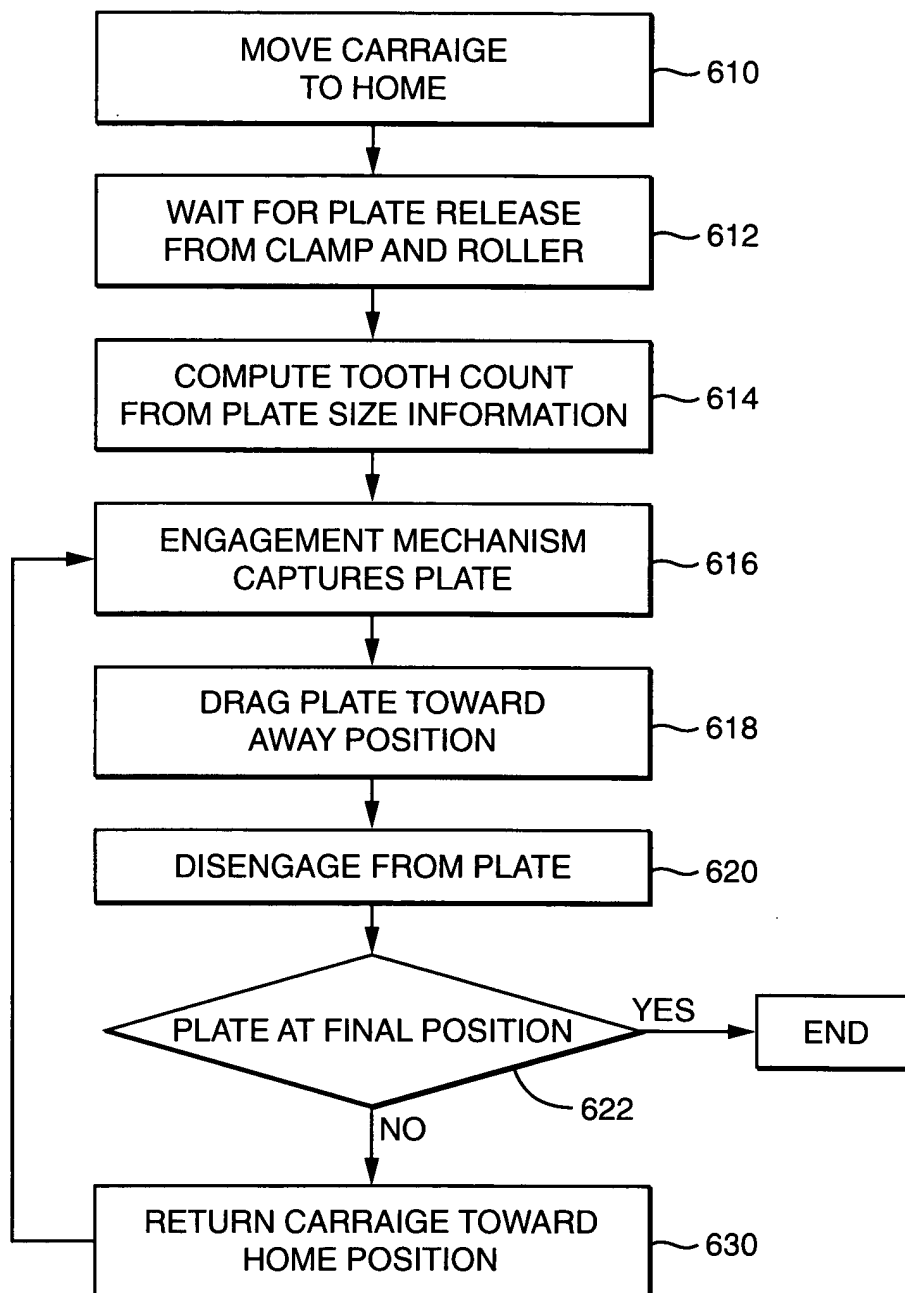 MOVE CARRAIGE
TO HOME
610
WAIT FOR PLATE RELEASE
FROM CLAMP AND ROLLER
612
COMPUTE TOOTH COUNT
FROM PLATE SIZE INFORMATION
614
ENGAGEMENT MECHANISM
CAPTURES PLATE
616
DRAG PLATE TOWARD
AWAY POSITION
618
DISENGAGE FROM PLATE
620
PLATE AT FINAL POSITION
YES
END
622
NO
RETURN CARRAIGE TOWARD
HOME POSITION
630